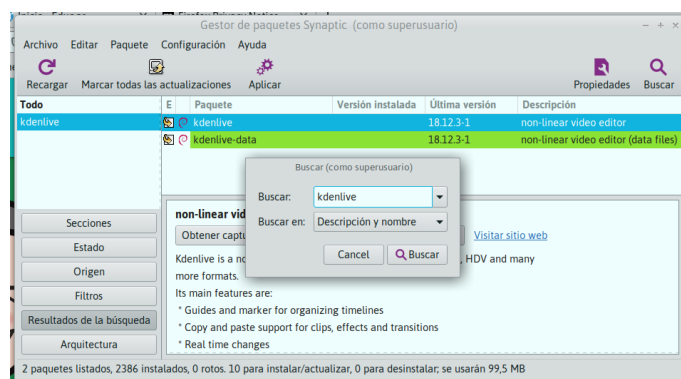 Gestor de paquetes Synaptic (como superusuario)
Archivo Editar Paquete Configuración Ayuda
Recargar Marcar todas las actualizaciones Aplicar Propiedades Buscar
Todo E Paquete Versión instalada Última versión Descripción
kdenlive kdenlive 18.12.3-1 non-linear video editor
kdenlive-data 18.12.3-1 non-linear video editor (data files)
Buscar (como superusuario)
Buscar: kdenlive
Buscar en: Descripción y nombre
Cancel Buscar
Secciones
Estado
Origen
Filtros
Resultados de la búsqueda
Arquitectura
non-linear vid
Obtener captu Visitar sitio web
Kdenlive is a no , HDV and many
more formats.
Its main features are:
* Guides and marker for organizing timelines
* Copy and paste support for clips, effects and transitions
* Real time changes
2 paquetes listados, 2386 instalados, 0 rotos. 10 para instalar/actualizar, 0 para desinstalar; se usarán 99,5 MB